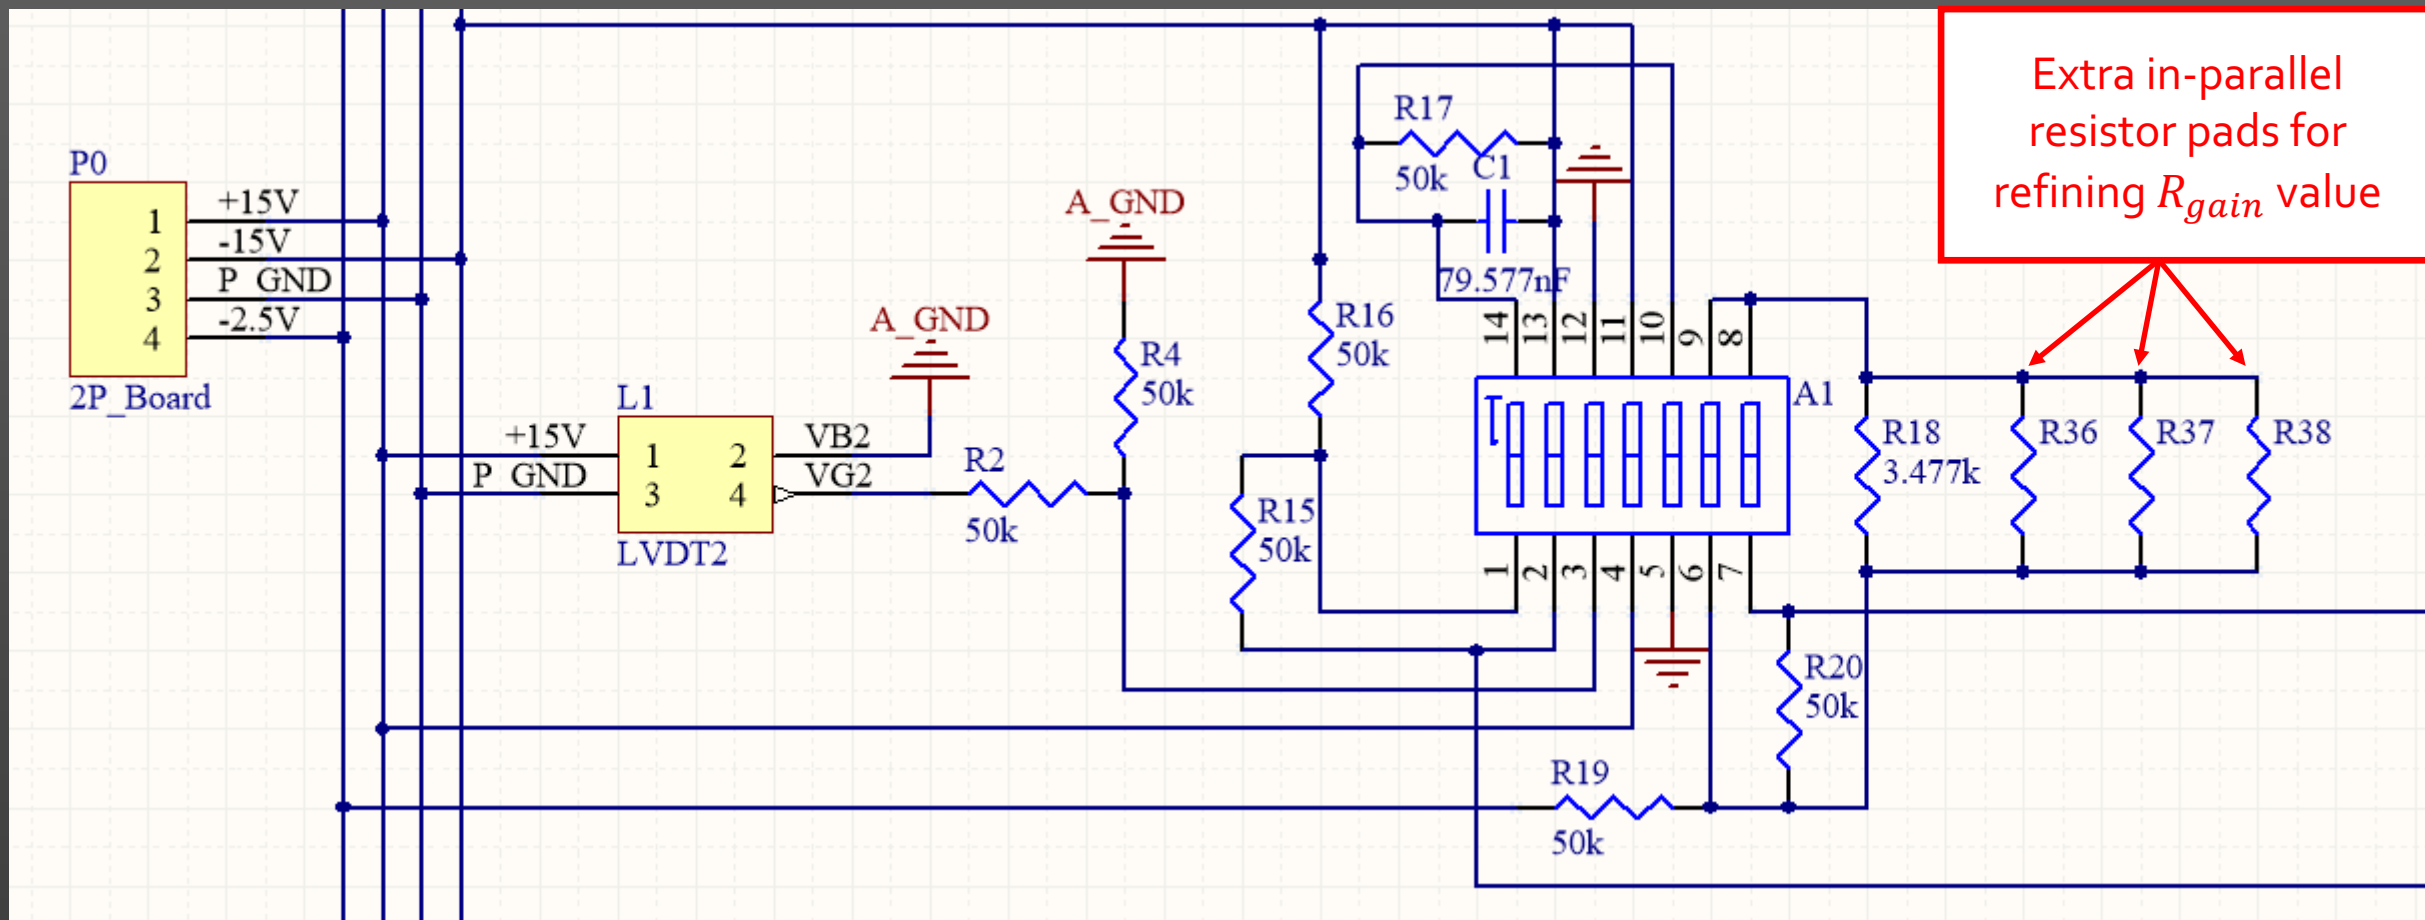 Extra in-parallel
resistor pads for
refining R_gain value
P0
1
2
3
4
+15V
-15V
P_GND
-2.5V
2P_Board
L1
+15V
P_GND
1
2
3
4
VB2
VG2
LVDT2
A_GND
A_GND
R2
50k
R4
50k
R17
50k
C1
79.577nF
R16
50k
R15
50k
14
13
12
11
10
9
8
A1
1
2
3
4
5
6
7
R18
3.477k
R36
R37
R38
R20
50k
R19
50k